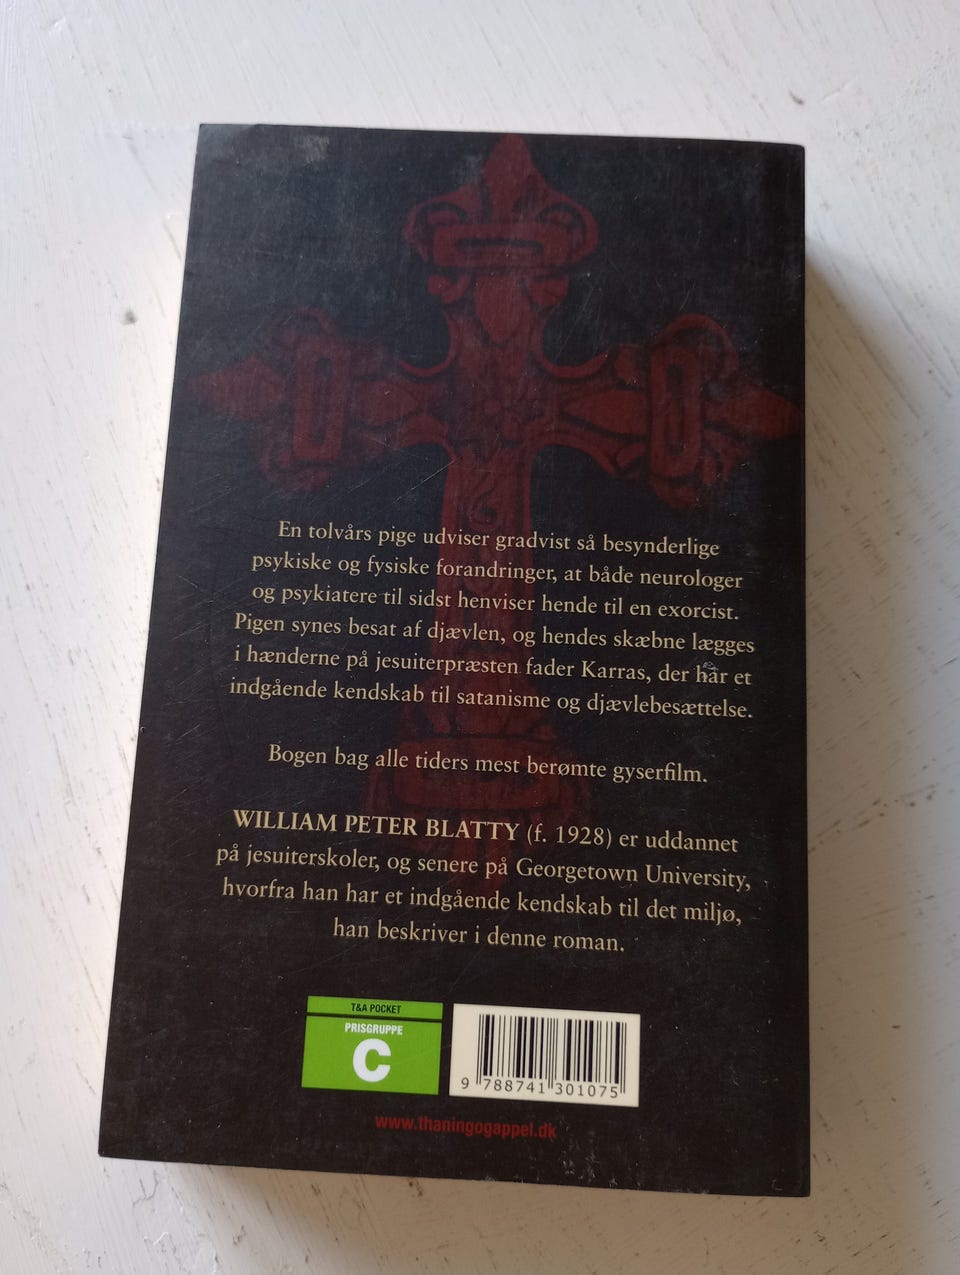 En tolvårs pige udviser gradvist så besynderlige
psykiske og fysiske forandringer, at både neurologer
og psykiatere til sidst henviser hende til en exorcist.
Pigen synes besat af djævlen, og hendes skæbne lægges
i hænderne på jesuiterpræsten fader Karras, der har et
indgående kendskab til satanisme og djævlebesættelse.
Bogen bag alle tiders mest berømte gyserfilm.
WILLIAM PETER BLATTY (f. 1928) er uddannet
på jesuiterskoler, og senere på Georgetown University,
hvorfra han har et indgående kendskab til det miljø,
han beskriver i denne roman.
T&A POCKET
PRISGRUPPE
C
9 788741 301075
www.thaningogappel.dk